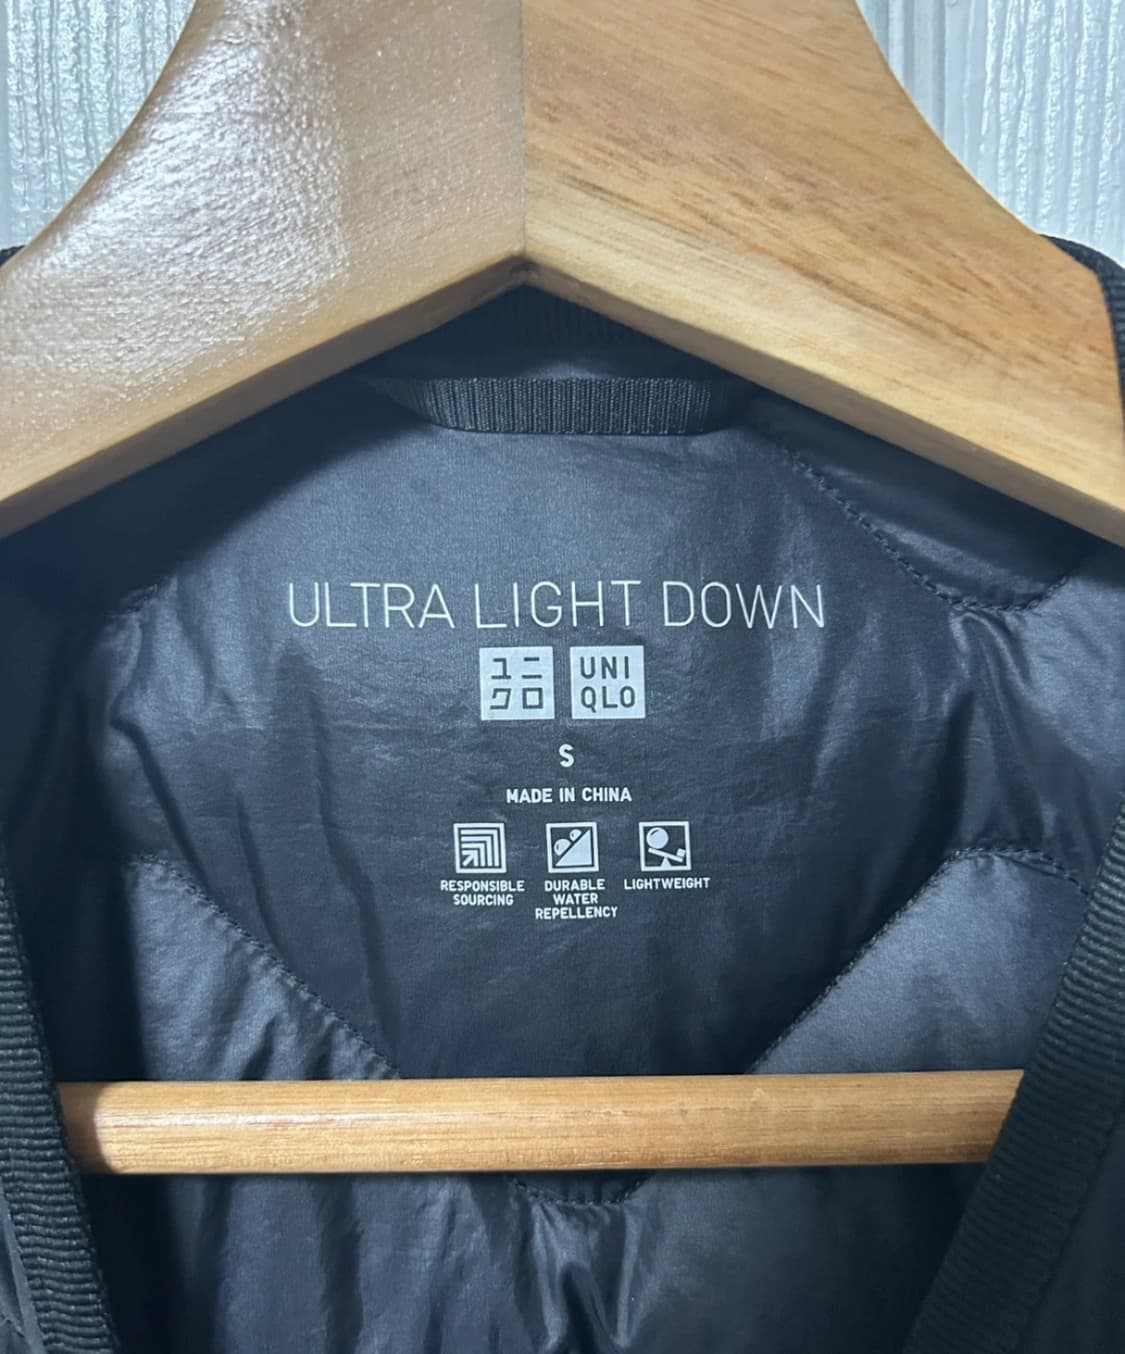 ULTRA LIGHT DOWN
ユニ
クロ
UNI
QLO
S
MADE IN CHINA
RESPONSIBLE
SOURCING
DURABLE
WATER
REPELLENCY
LIGHTWEIGHT